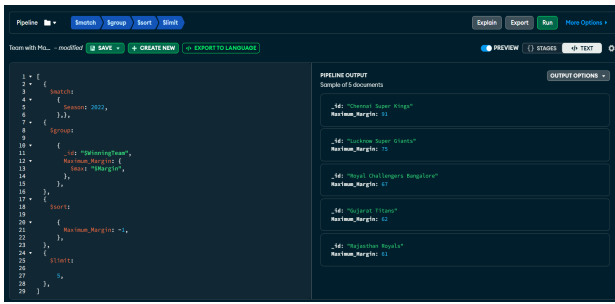 Pipeline
$match
$group
$sort
$limit
Explain
Export
Run
More Options
Team with Ma... – modified
SAVE
+ CREATE NEW
EXPORT TO LANGUAGE
PREVIEW
{} STAGES
</> TEXT
1 [
2 {
3 $match:
4 {
5 Season: 2022,
6 },},
7 {
8 $group:
9
10 {
11 _id: "$WinningTeam",
12 Maximum_Margin: {
13 $max: "$Margin",
14 },
15 },
16 },
17 {
18 $sort:
19
20 {
21 Maximum_Margin: -1,
22 },
23 },
24 {
25 $limit:
26
27 5,
28 },
29 ]
PIPELINE OUTPUT
Sample of 5 documents
OUTPUT OPTIONS
_id: "Chennai Super Kings"
Maximum_Margin: 91
_id: "Lucknow Super Giants"
Maximum_Margin: 75
_id: "Royal Challengers Bangalore"
Maximum_Margin: 67
_id: "Gujarat Titans"
Maximum_Margin: 62
_id: "Rajasthan Royals"
Maximum_Margin: 61